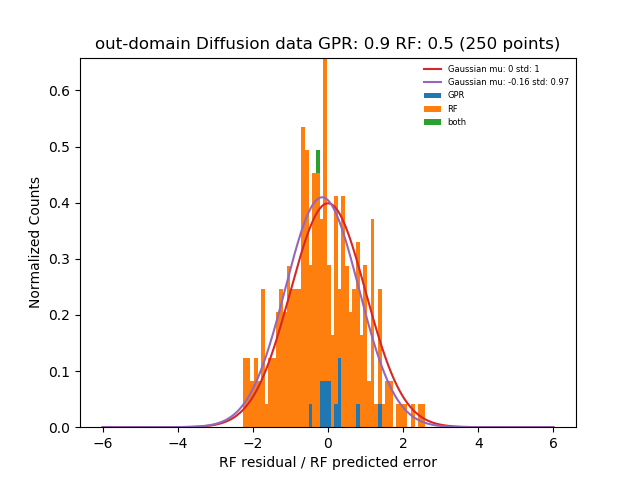 out-domain Diffusion data GPR: 0.9 RF: 0.5 (250 points)
Gaussian mu: 0 std: 1
Gaussian mu: -0.16 std: 0.97
GPR
RF
both
Normalized Counts
0.6
0.5
0.4
0.3
0.2
0.1
0.0
−6 −4 −2 0 2 4 6
RF residual / RF predicted error